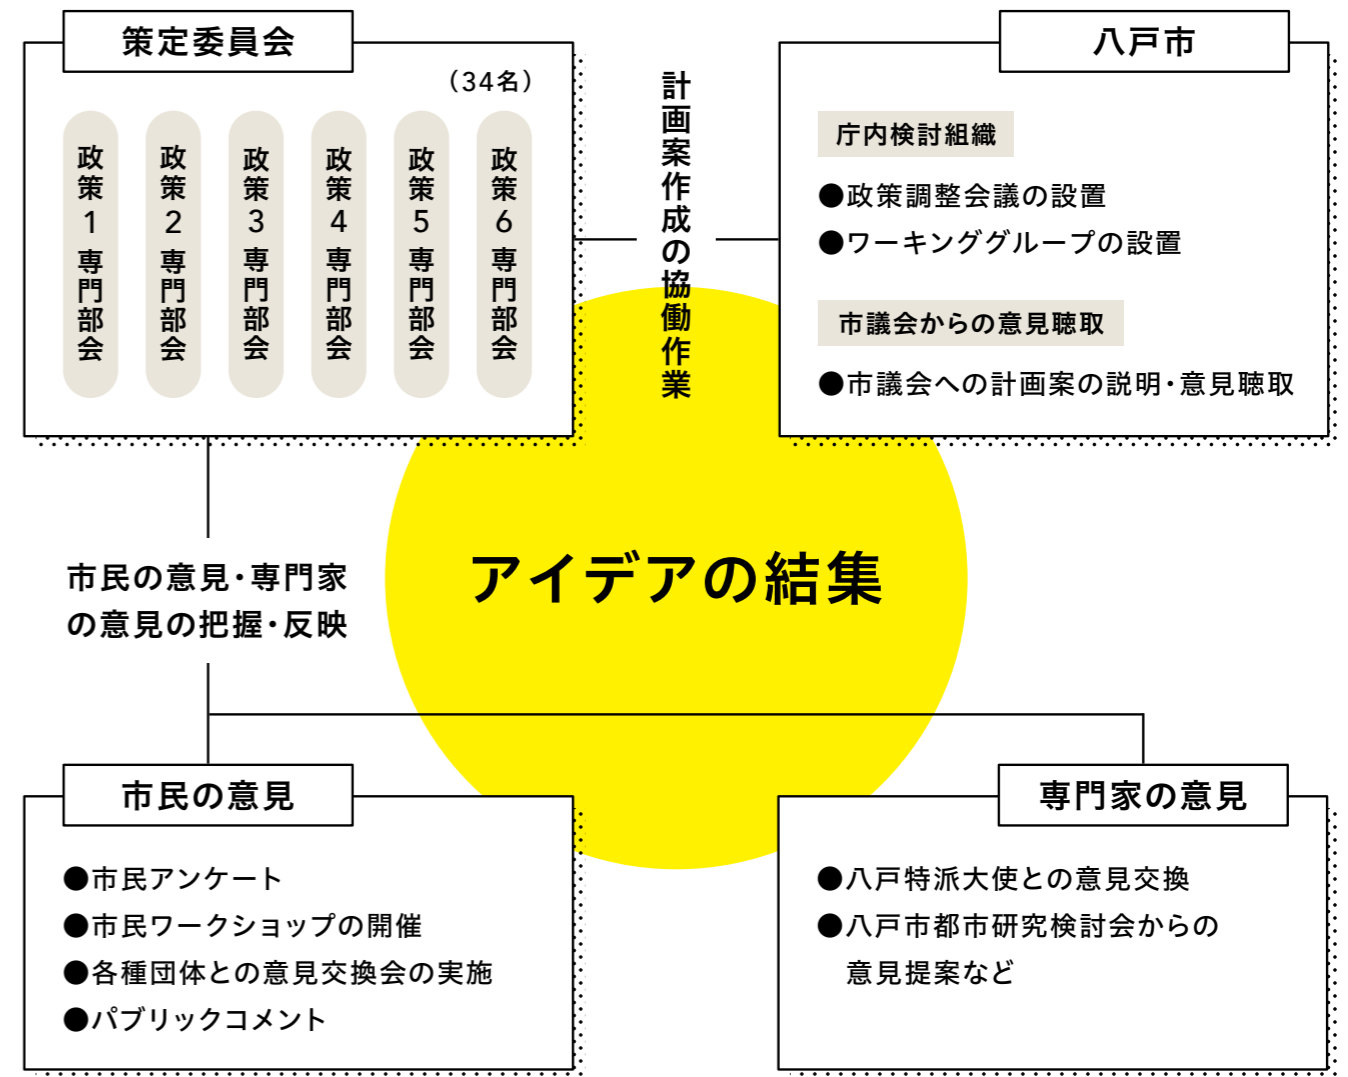 策定委員会
（34名）
政策1専門部会
政策2専門部会
政策3専門部会
政策4専門部会
政策5専門部会
政策6専門部会
計画案作成の協働作業
八戸市
庁内検討組織
●政策調整会議の設置
●ワーキンググループの設置
市議会からの意見聴取
●市議会への計画案の説明・意見聴取
アイデアの結集
市民の意見・専門家
の意見の把握・反映
市民の意見
●市民アンケート
●市民ワークショップの開催
●各種団体との意見交換会の実施
●パブリックコメント
専門家の意見
●八戸特派大使との意見交換
●八戸市都市研究検討会からの
意見提案など